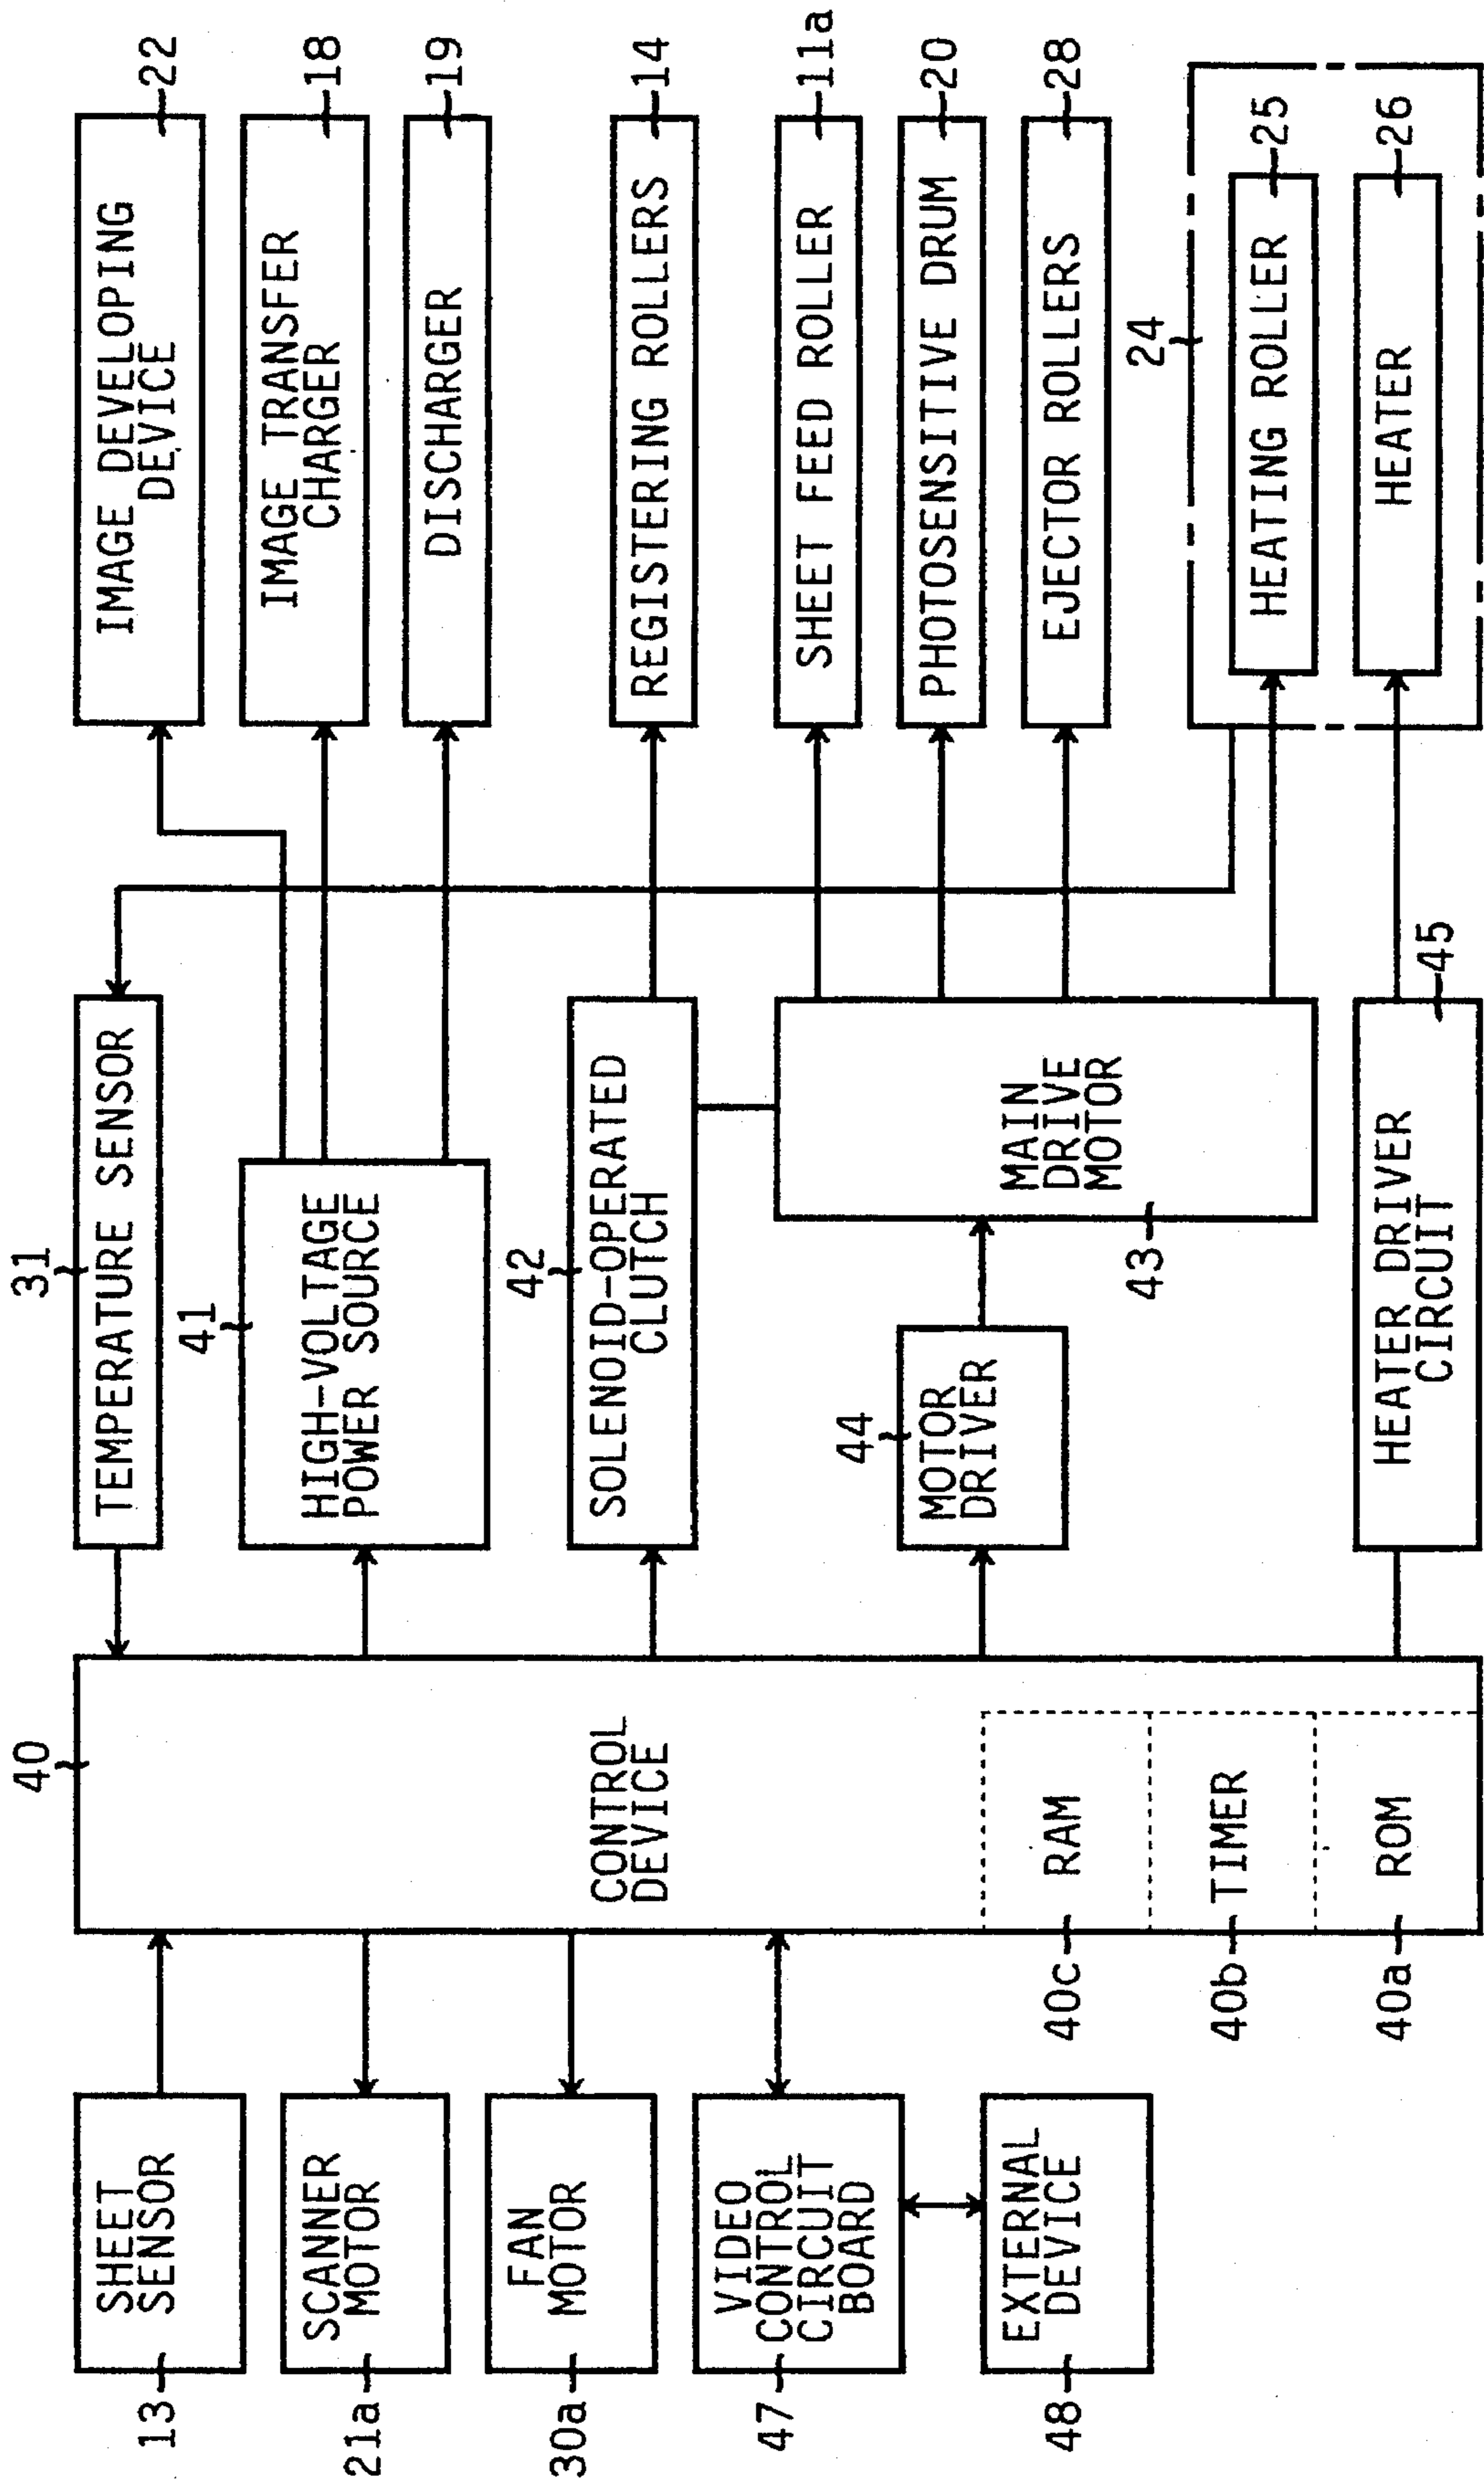 13
SHEET
SENSOR
21a
SCANNER
MOTOR
30a
FAN
MOTOR
47
VIDEO
CONTROL
CIRCUIT
BOARD
48
EXTERNAL
DEVICE
40
CONTROL
DEVICE
40c
RAM
40b
TIMER
40a
ROM
31
TEMPERATURE SENSOR
41
HIGH-VOLTAGE
POWER SOURCE
42
SOLENOID-OPERATED
CLUTCH
44
MOTOR
DRIVER
MAIN
DRIVE
MOTOR
43
HEATER DRIVER
CIRCUIT
45
IMAGE DEVELOPING
DEVICE
22
IMAGE TRANSFER
CHARGER
18
DISCHARGER
19
REGISTERING ROLLERS
14
SHEET FEED ROLLER
11a
PHOTOSENSITIVE DRUM
20
EJECTOR ROLLERS
28
24
HEATING ROLLER
25
HEATER
26